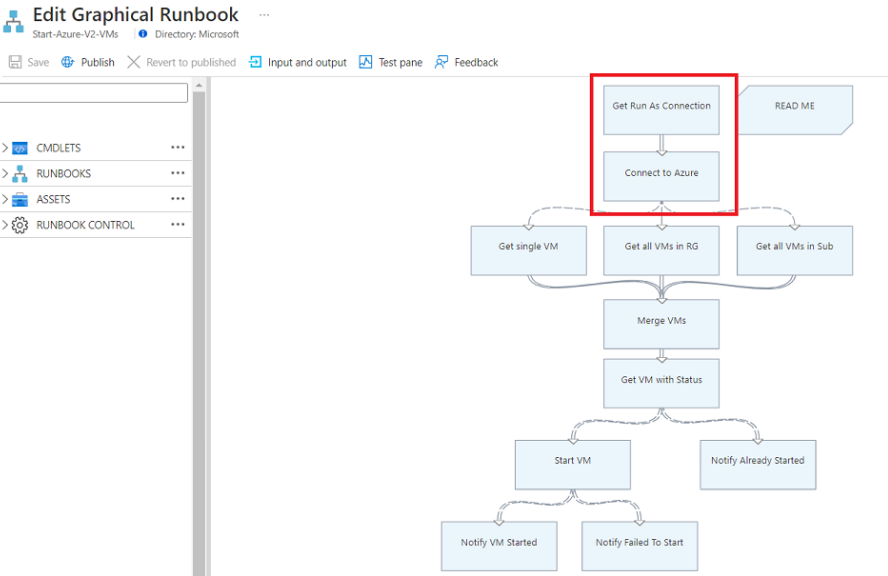 Edit Graphical Runbook ...
Start-Azure-V2-VMs Directory: Microsoft
Save Publish Revert to published Input and output Test pane Feedback
CMDLETS
RUNBOOKS
ASSETS
RUNBOOK CONTROL
Get Run As Connection
READ ME
Connect to Azure
Get single VM
Get all VMs in RG
Get all VMs in Sub
Merge VMs
Get VM with Status
Start VM
Notify Already Started
Notify VM Started
Notify Failed To Start